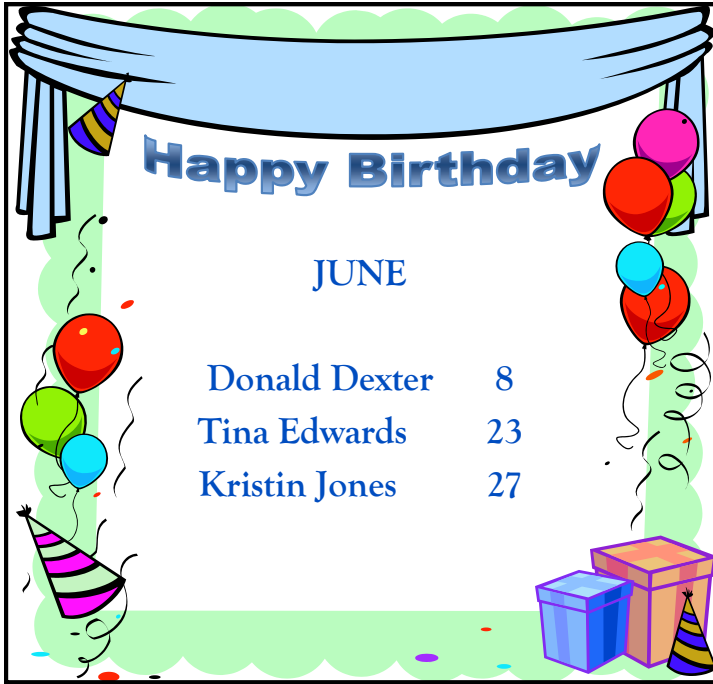 Happy Birthday
JUNE
Donald Dexter 8
Tina Edwards 23
Kristin Jones 27